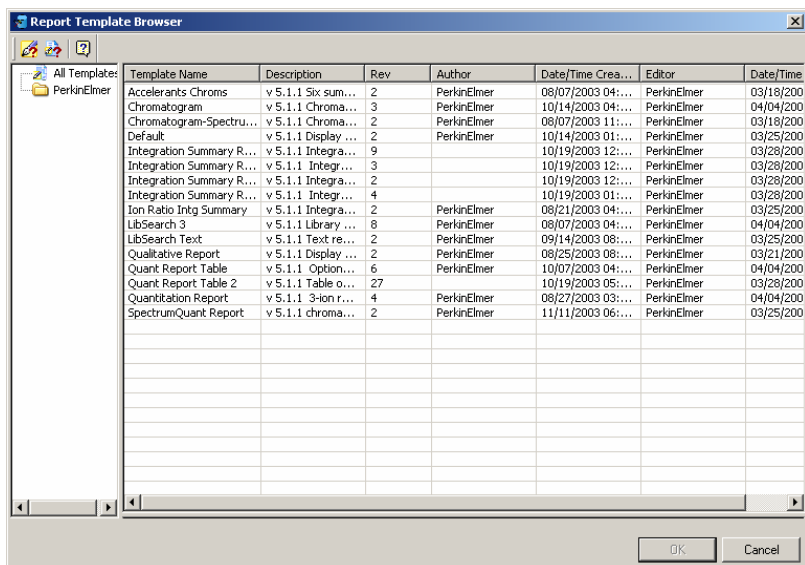 Report Template Browser
All Templates
PerkinElmer
Template Name Description Rev Author Date/Time Crea... Editor Date/Time
Accelerants Chroms v 5.1.1 Six sum... 2 PerkinElmer 08/07/2003 04:... PerkinElmer 03/18/200
Chromatogram v 5.1.1 Chroma... 3 PerkinElmer 10/14/2003 04:... PerkinElmer 04/04/200
Chromatogram-Spectru... v 5.1.1 Chroma... 2 PerkinElmer 08/07/2003 11:... PerkinElmer 03/18/200
Default v 5.1.1 Display ... 2 PerkinElmer 10/14/2003 01:... PerkinElmer 03/25/200
Integration Summary R... v 5.1.1 Integra... 9 10/19/2003 12:... PerkinElmer 03/28/200
Integration Summary R... v 5.1.1 Integr... 3 10/19/2003 12:... PerkinElmer 03/28/200
Integration Summary R... v 5.1.1 Integra... 2 10/19/2003 12:... PerkinElmer 03/28/200
Integration Summary R... v 5.1.1 Integr... 4 10/19/2003 01:... PerkinElmer 03/28/200
Ion Ratio Intg Summary v 5.1.1 Integra... 2 PerkinElmer 08/21/2003 04:... PerkinElmer 03/25/200
LibSearch 3 v 5.1.1 Library ... 8 PerkinElmer 08/07/2003 04:... PerkinElmer 04/04/200
LibSearch Text v 5.1.1 Text re... 2 PerkinElmer 09/14/2003 08:... PerkinElmer 03/25/200
Qualitative Report v 5.1.1 Display ... 2 PerkinElmer 08/25/2003 08:... PerkinElmer 03/21/200
Quant Report Table v 5.1.1 Option... 6 PerkinElmer 10/07/2003 04:... PerkinElmer 04/04/200
Quant Report Table 2 v 5.1.1 Table o... 27 10/19/2003 05:... PerkinElmer 03/28/200
Quantitation Report v 5.1.1 3-ion r... 4 PerkinElmer 08/27/2003 03:... PerkinElmer 04/04/200
SpectrumQuant Report v 5.1.1 chroma... 2 PerkinElmer 11/11/2003 06:... PerkinElmer 03/25/200
OK Cancel